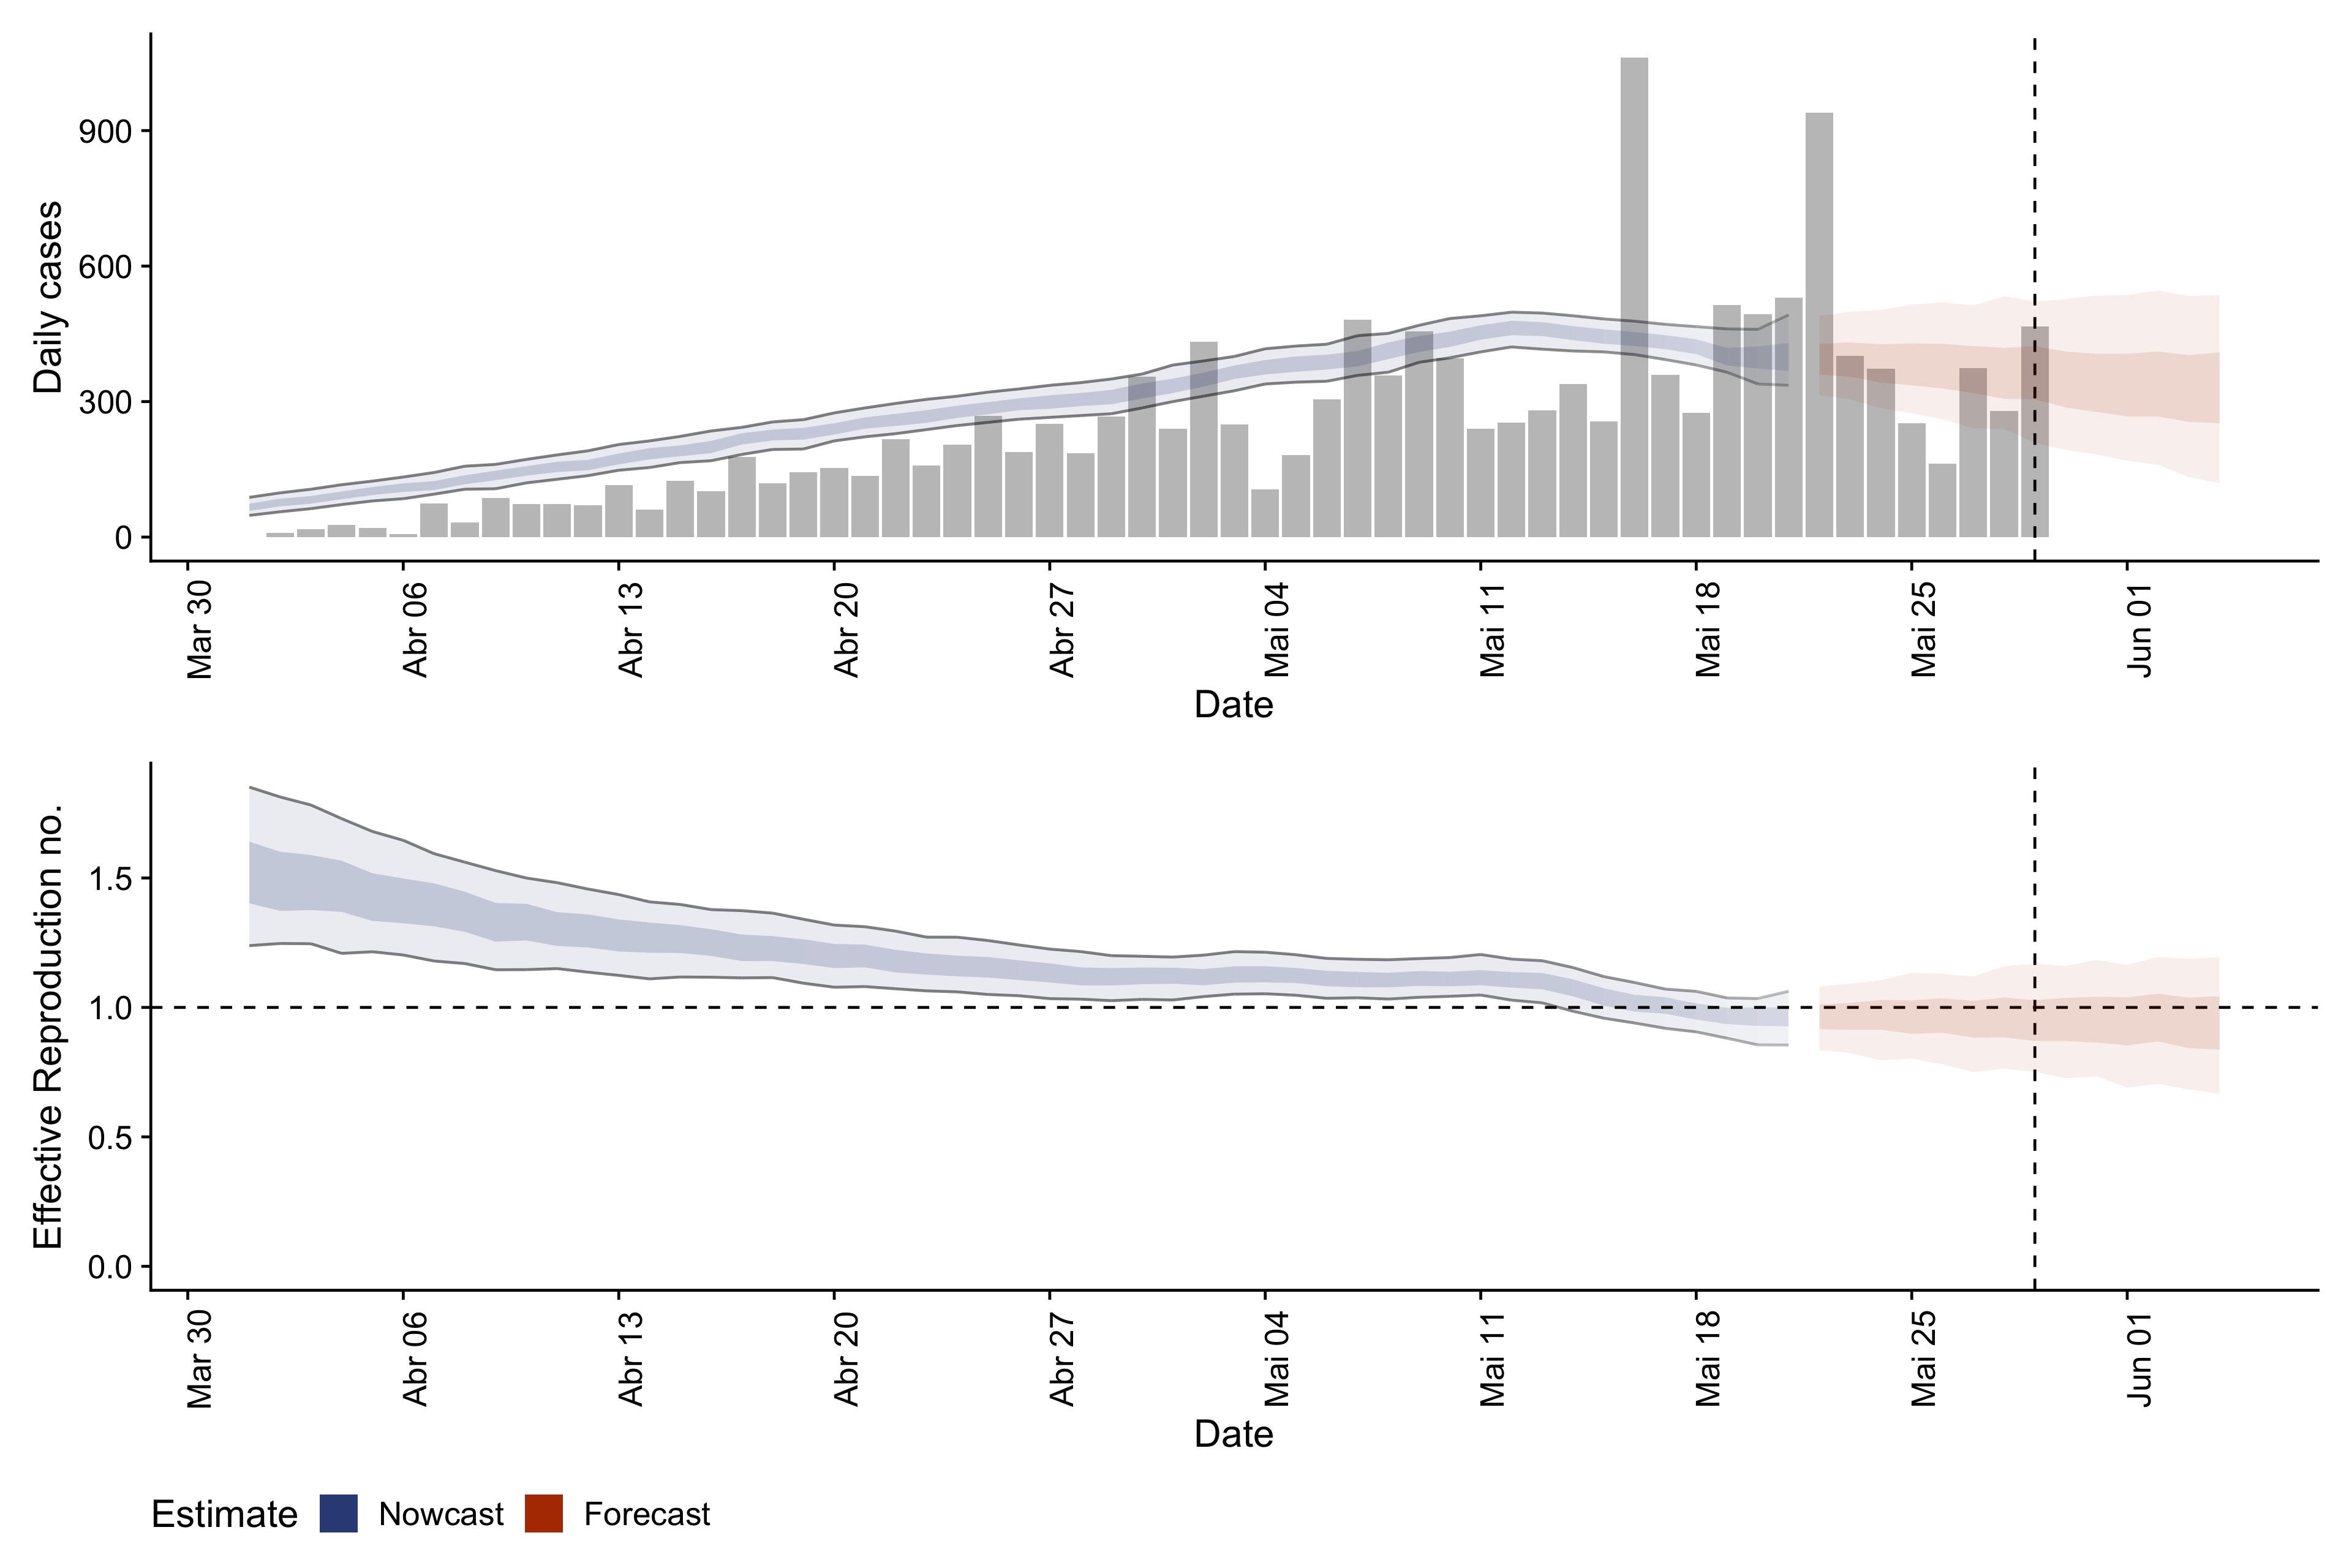 Daily cases
900
600
300
0
Mar 30
Abr 06
Abr 13
Abr 20
Abr 27
Mai 04
Mai 11
Mai 18
Mai 25
Jun 01
Date
Effective Reproduction no.
1.5
1.0
0.5
0.0
Mar 30
Abr 06
Abr 13
Abr 20
Abr 27
Mai 04
Mai 11
Mai 18
Mai 25
Jun 01
Date
Estimate Nowcast Forecast